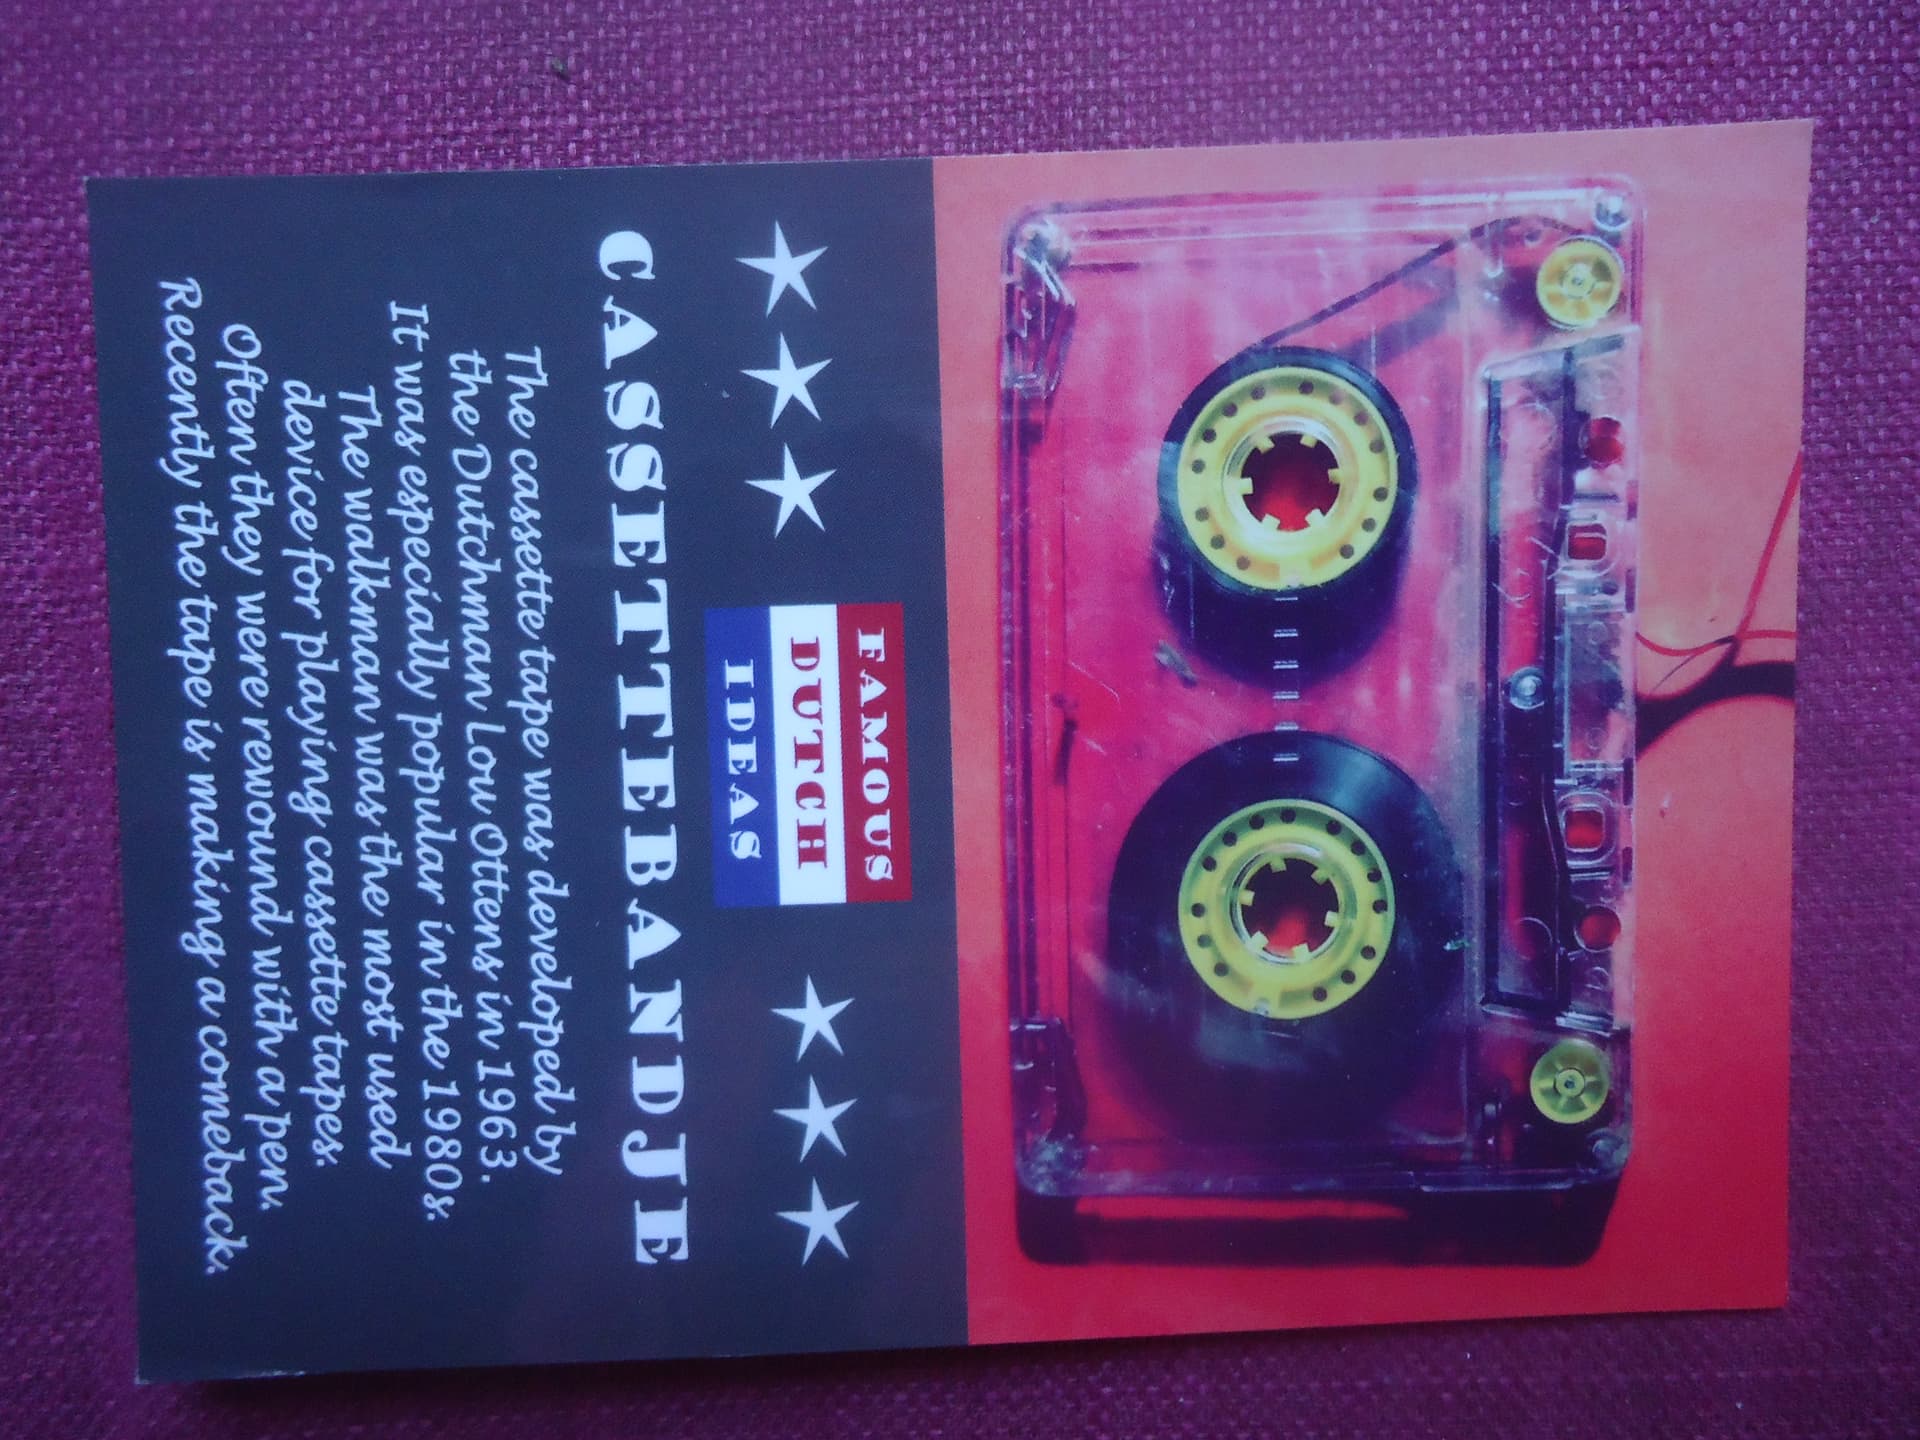 FAMOUS
DUTCH
IDEAS
CASSETTEBANDJE
The cassette tape was developed by
the Dutchman Lou Ottens in 1963.
It was especially popular in the 1980s.
The walkman was the most used
device for playing cassette tapes.
Often they were rewound with a pen.
Recently the tape is making a comeback.